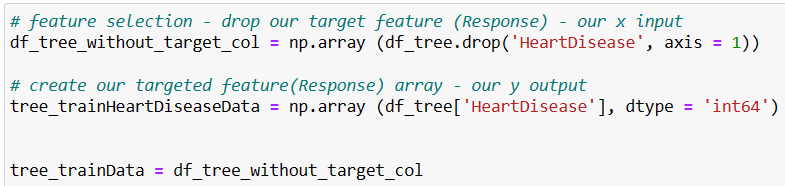 # feature selection - drop our target feature (Response) - our x input
df_tree_without_target_col = np.array (df_tree.drop('HeartDisease', axis = 1))
# create our targeted feature(Response) array - our y output
tree_trainHeartDiseaseData = np.array (df_tree['HeartDisease'], dtype = 'int64')
tree_trainData = df_tree_without_target_col